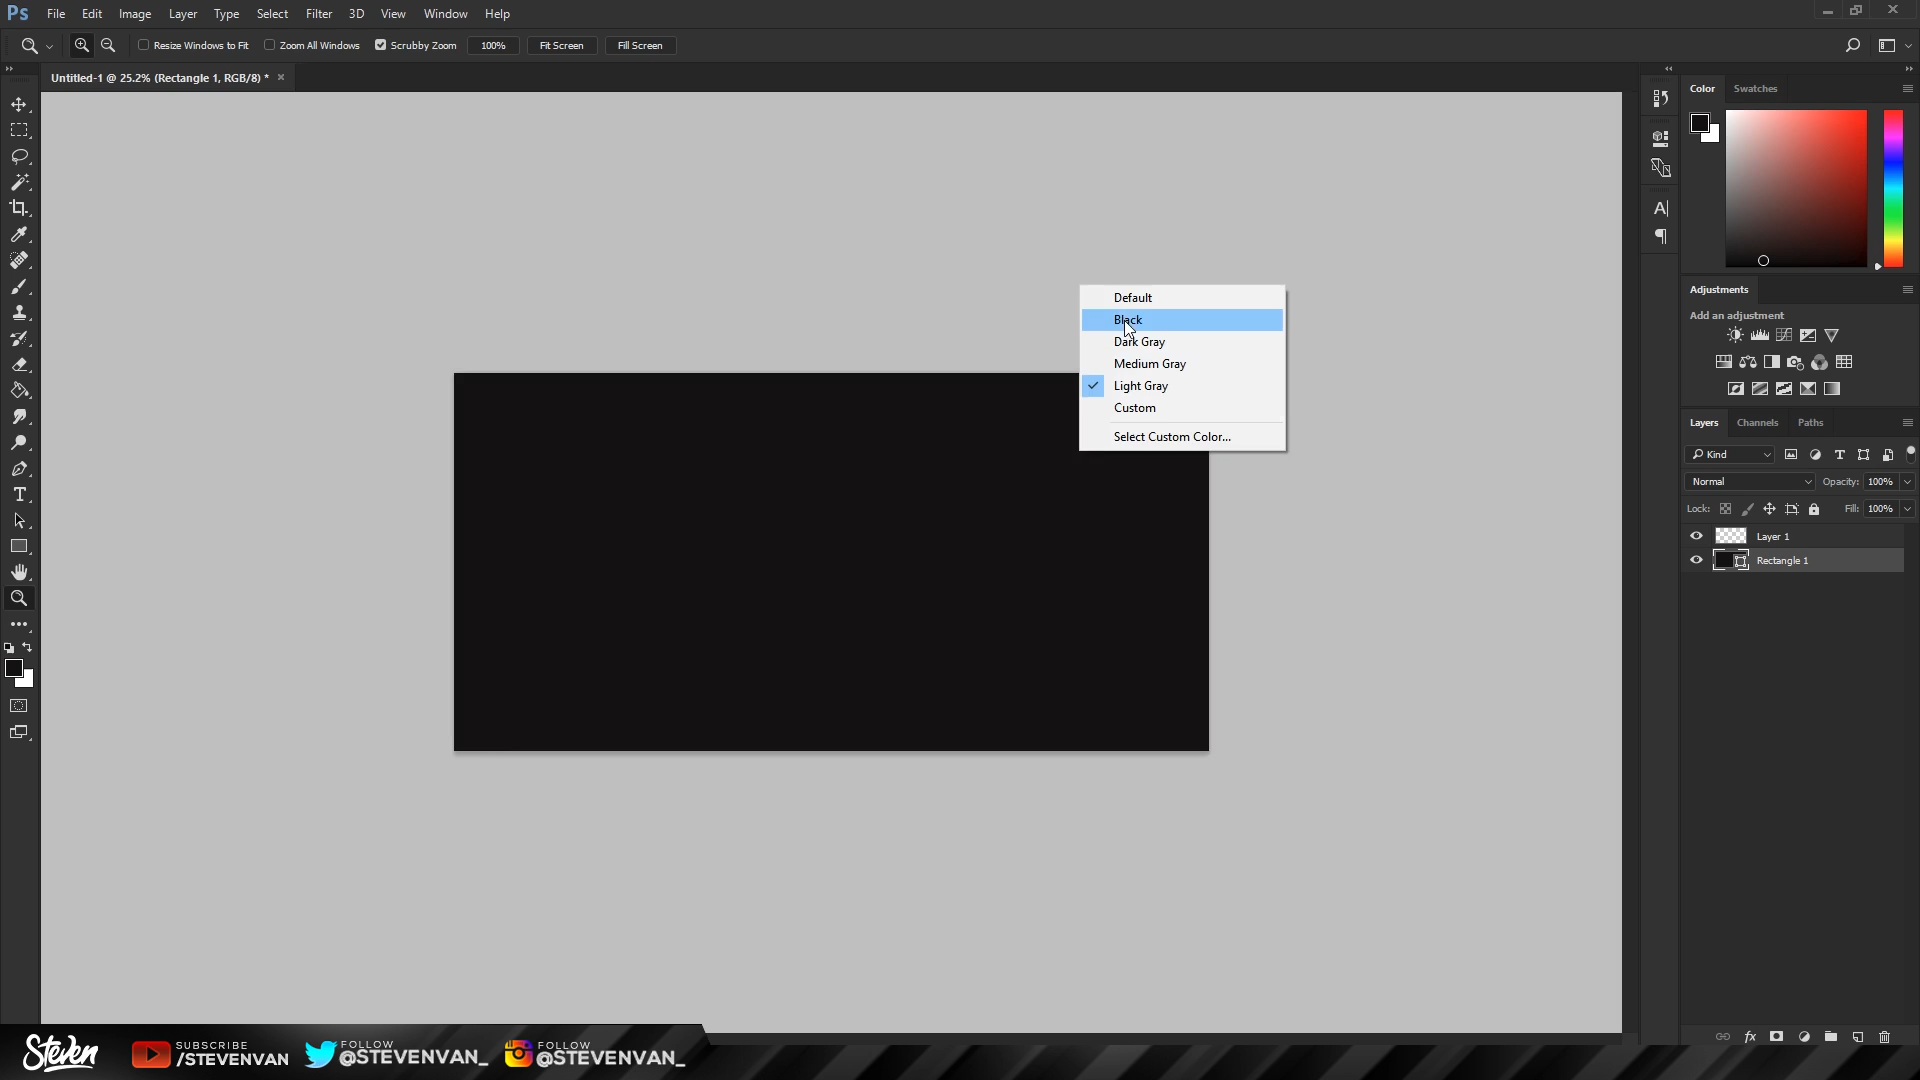 Ps File Edit Image Layer Type Select Filter 3D View Window Help
Resize Windows to Fit Zoom All Windows Scrubby Zoom 100% Fit Screen Fill Screen
Untitled-1 @ 25.2% (Rectangle 1, RGB/8) * ×
Color Swatches
Default
Black
Dark Gray
Medium Gray
Light Gray
Custom
Select Custom Color...
Adjustments
Add an adjustment
Layers Channels Paths
Kind
Normal Opacity: 100%
Lock: Fill: 100%
Layer 1
Rectangle 1
fx
Steven
SUBSCRIBE
/STEVENVAN
FOLLOW
@STEVENVAN_
FOLLOW
@STEVENVAN_